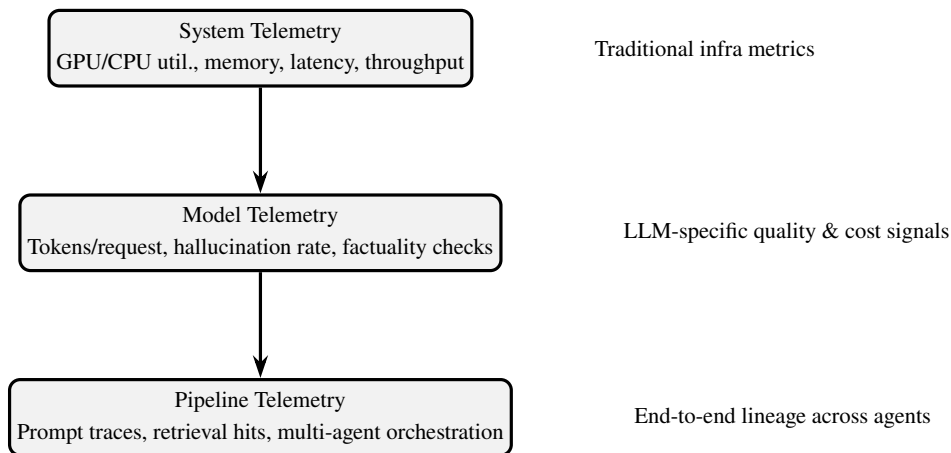 System Telemetry
GPU/CPU util., memory, latency, throughput
Traditional infra metrics
Model Telemetry
Tokens/request, hallucination rate, factuality checks
LLM-specific quality & cost signals
Pipeline Telemetry
Prompt traces, retrieval hits, multi-agent orchestration
End-to-end lineage across agents